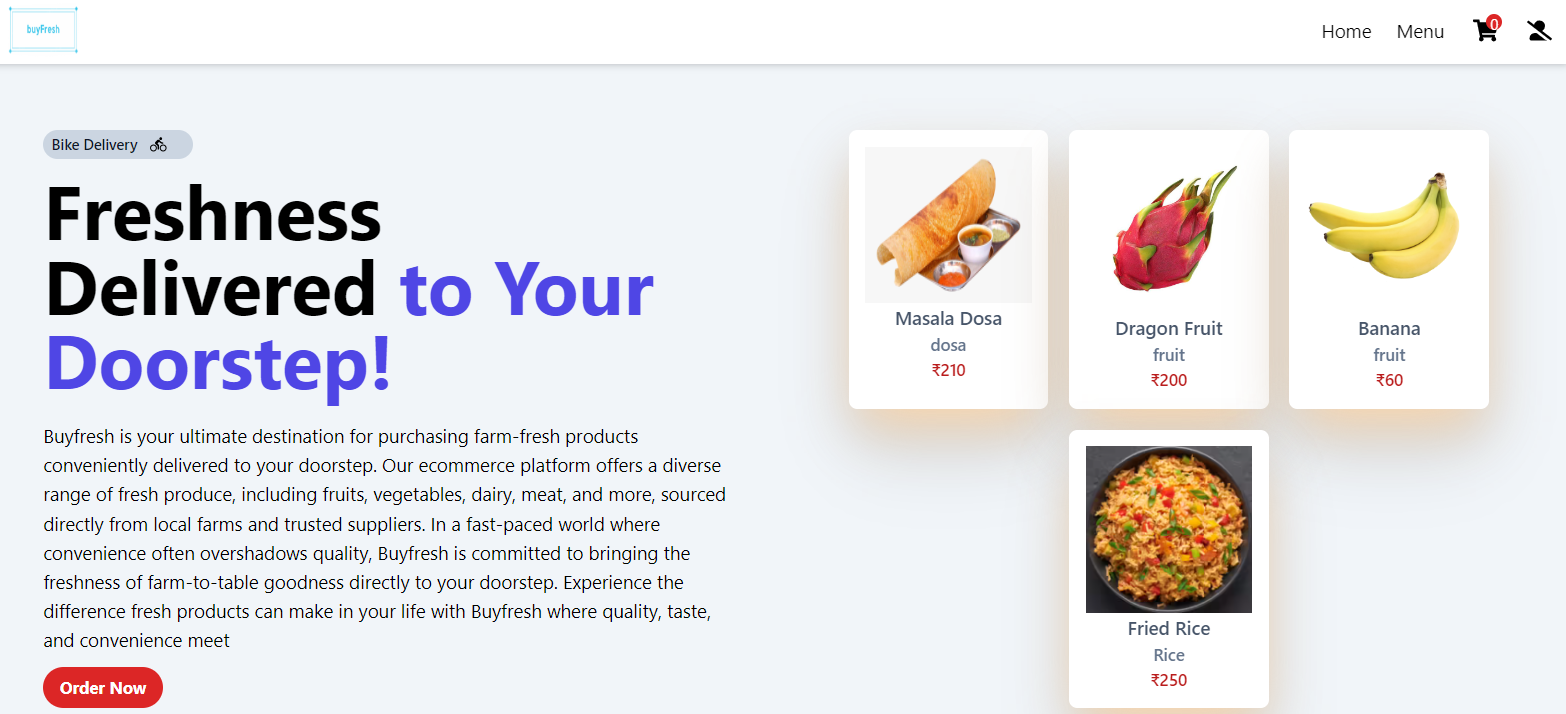 buyFresh
Home
Menu
0
Bike Delivery
Freshness
Delivered to Your
Doorstep!
Buyfresh is your ultimate destination for purchasing farm-fresh products
conveniently delivered to your doorstep. Our ecommerce platform offers a diverse
range of fresh produce, including fruits, vegetables, dairy, meat, and more, sourced
directly from local farms and trusted suppliers. In a fast-paced world where
convenience often overshadows quality, Buyfresh is committed to bringing the
freshness of farm-to-table goodness directly to your doorstep. Experience the
difference fresh products can make in your life with Buyfresh where quality, taste,
and convenience meet
Order Now
Masala Dosa
dosa
₹210
Dragon Fruit
fruit
₹200
Banana
fruit
₹60
Fried Rice
Rice
₹250